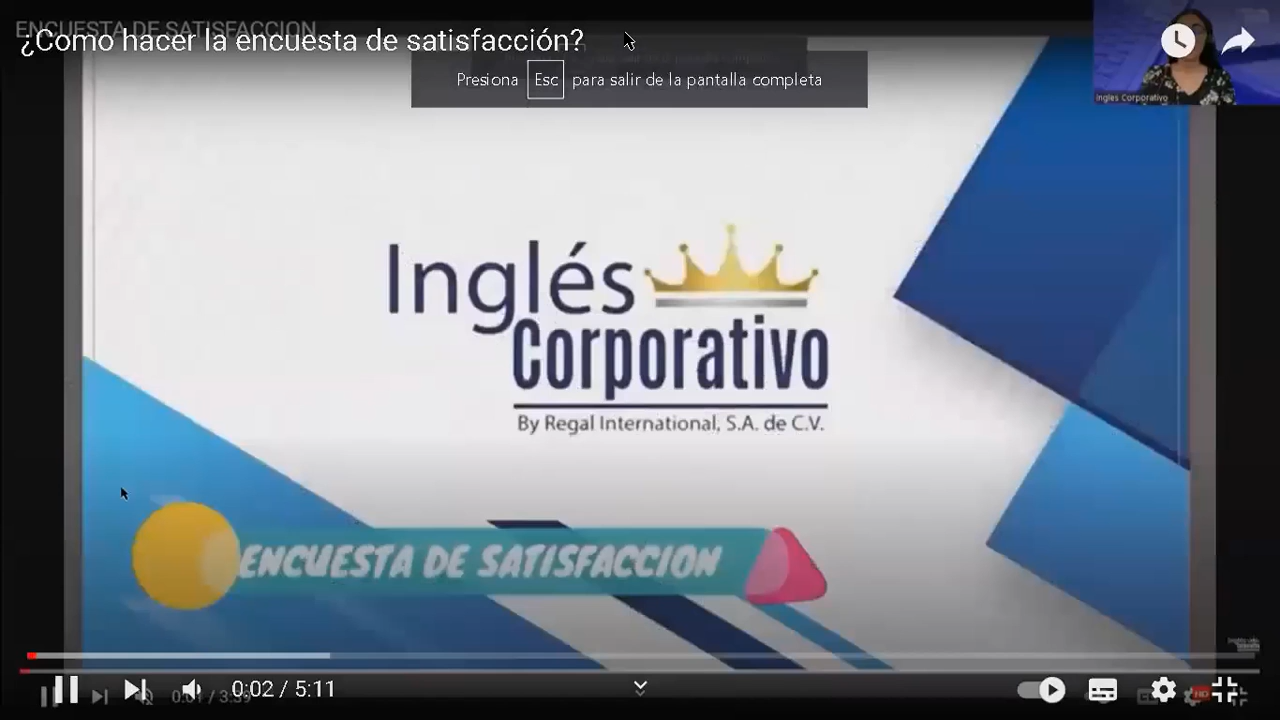 ENCUESTA DE SATISFACCION
¿Como hacer la encuesta de satisfacción?
Presiona Esc para salir de la pantalla completa
Ingles Corporativo
Inglés
Corporativo
By Regal International, S.A. de C.V.
ENCUESTA DE SATISFACCION
0:02 / 5:11
HD